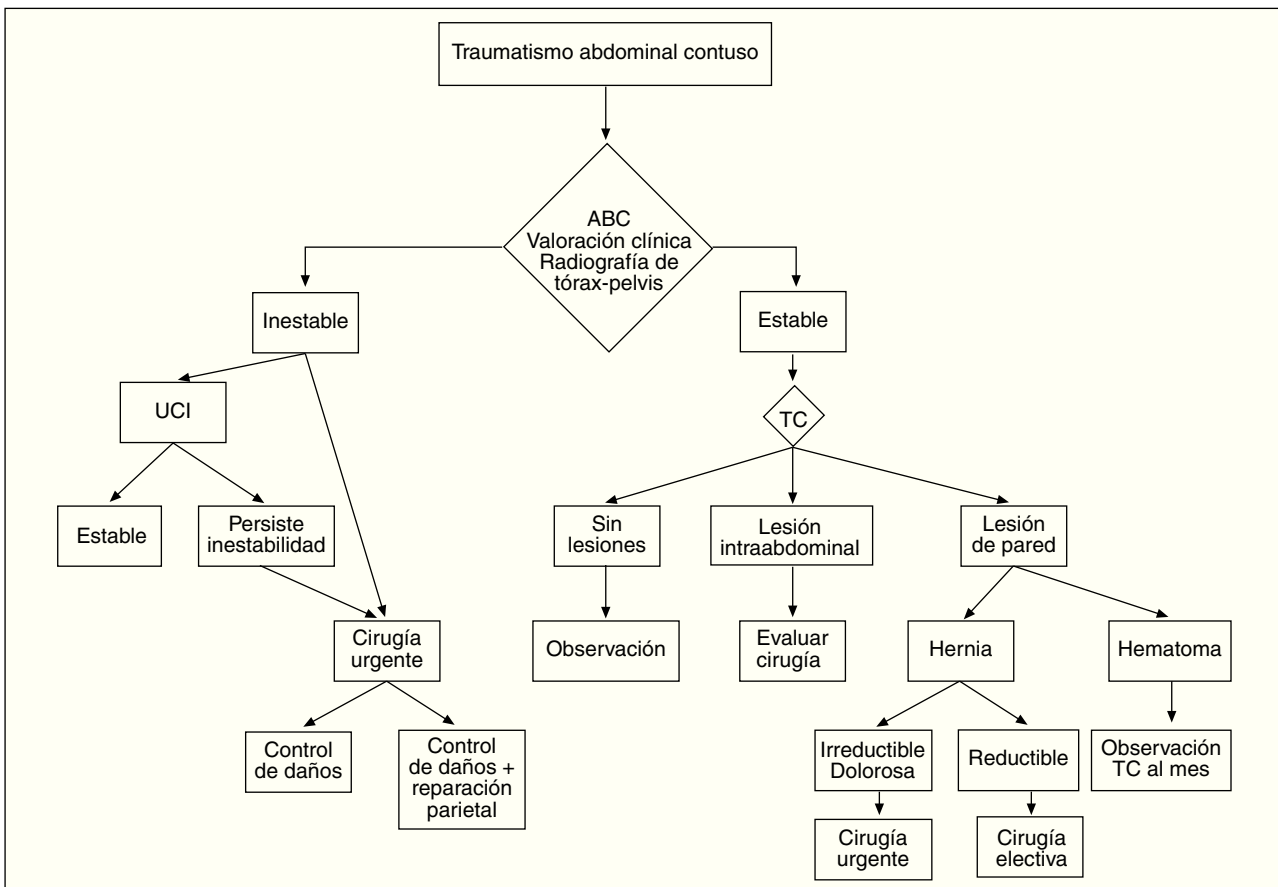 Traumatismo abdominal contuso
ABC
Valoración clínica
Radiografía de
tórax-pelvis
Inestable
Estable
UCI
TC
Estable
Persiste
inestabilidad
Sin
lesiones
Lesión
intraabdominal
Lesión
de pared
Cirugía
urgente
Observación
Evaluar
cirugía
Hernia
Hematoma
Control
de daños
Control
de daños +
reparación
parietal
Irreductible
Dolorosa
Reductible
Observación
TC al mes
Cirugía
urgente
Cirugía
electiva